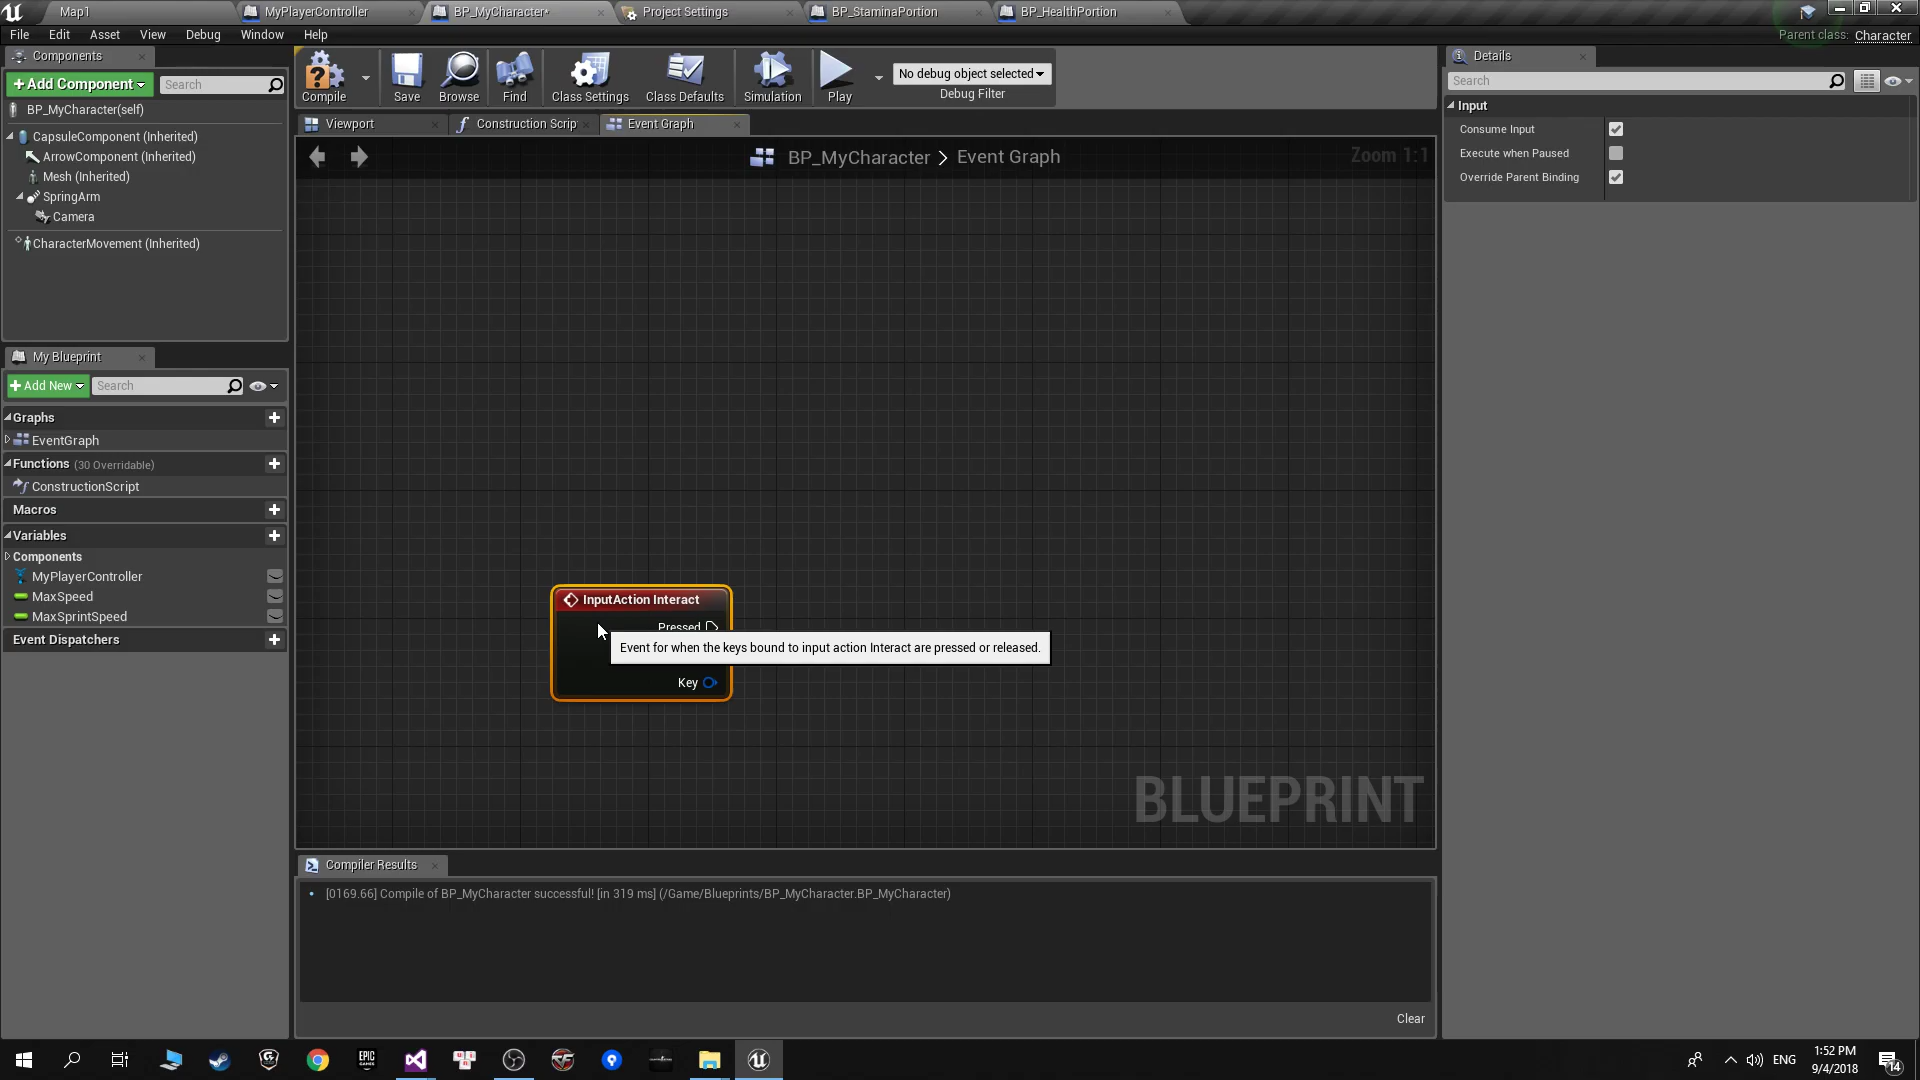 Map1
MyPlayerController
BP_MyCharacter*
Project Settings
BP_StaminaPortion
BP_HealthPortion
File Edit Asset View Debug Window Help
Parent class: Character
Components
+ Add Component
Search
BP_MyCharacter(self)
CapsuleComponent (Inherited)
ArrowComponent (Inherited)
Mesh (Inherited)
SpringArm
Camera
CharacterMovement (Inherited)
My Blueprint
+ Add New
Search
Graphs
EventGraph
Functions (30 Overridable)
ConstructionScript
Macros
Variables
Components
MyPlayerController
MaxSpeed
MaxSprintSpeed
Event Dispatchers
Compile
Save
Browse
Find
Class Settings
Class Defaults
Simulation
Play
No debug object selected
Debug Filter
Viewport
Construction Scrip
Event Graph
BP_MyCharacter > Event Graph
Zoom 1:1
InputAction Interact
Pressed
Event for when the keys bound to input action Interact are pressed or released.
Key
BLUEPRINT
Compiler Results
• [0169.66] Compile of BP_MyCharacter successful! [in 319 ms] (/Game/Blueprints/BP_MyCharacter.BP_MyCharacter)
Clear
Details
Search
Input
Consume Input
Execute when Paused
Override Parent Binding
EPIC
GAMES
ENG
1:52 PM
9/4/2018
14